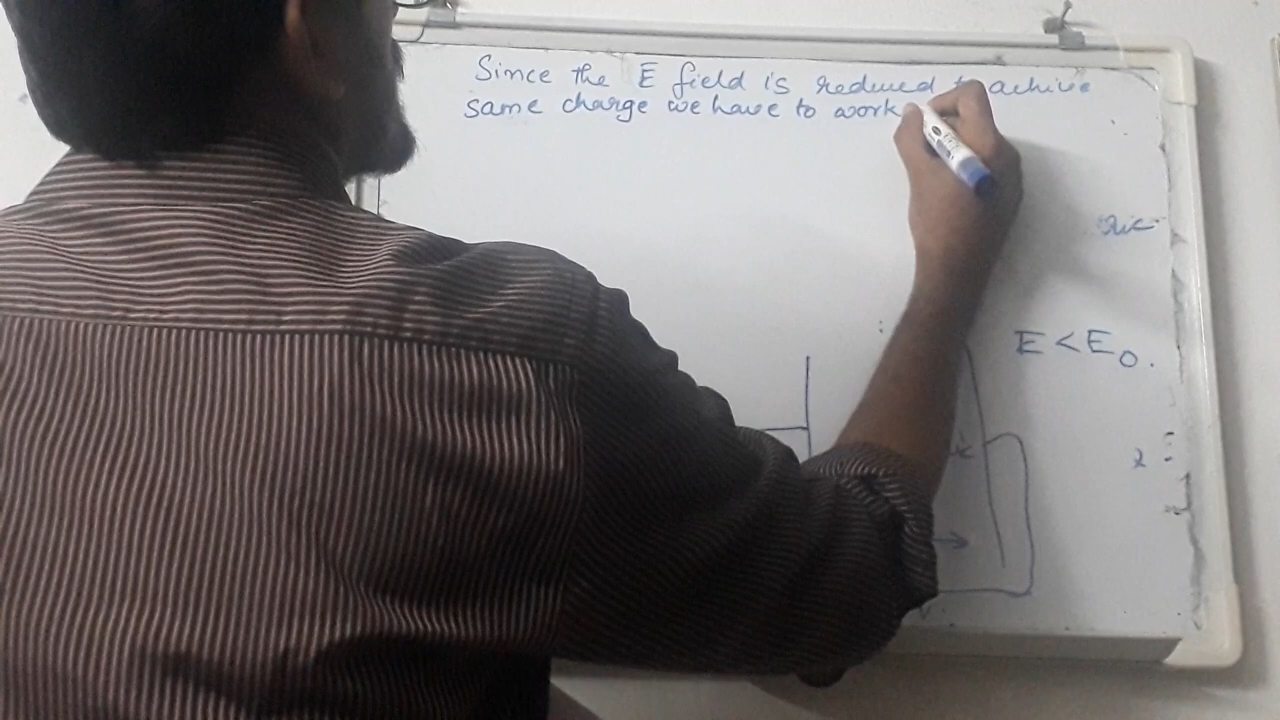 Since the E field is reduced to achive
same charge we have to work
E < E₀.